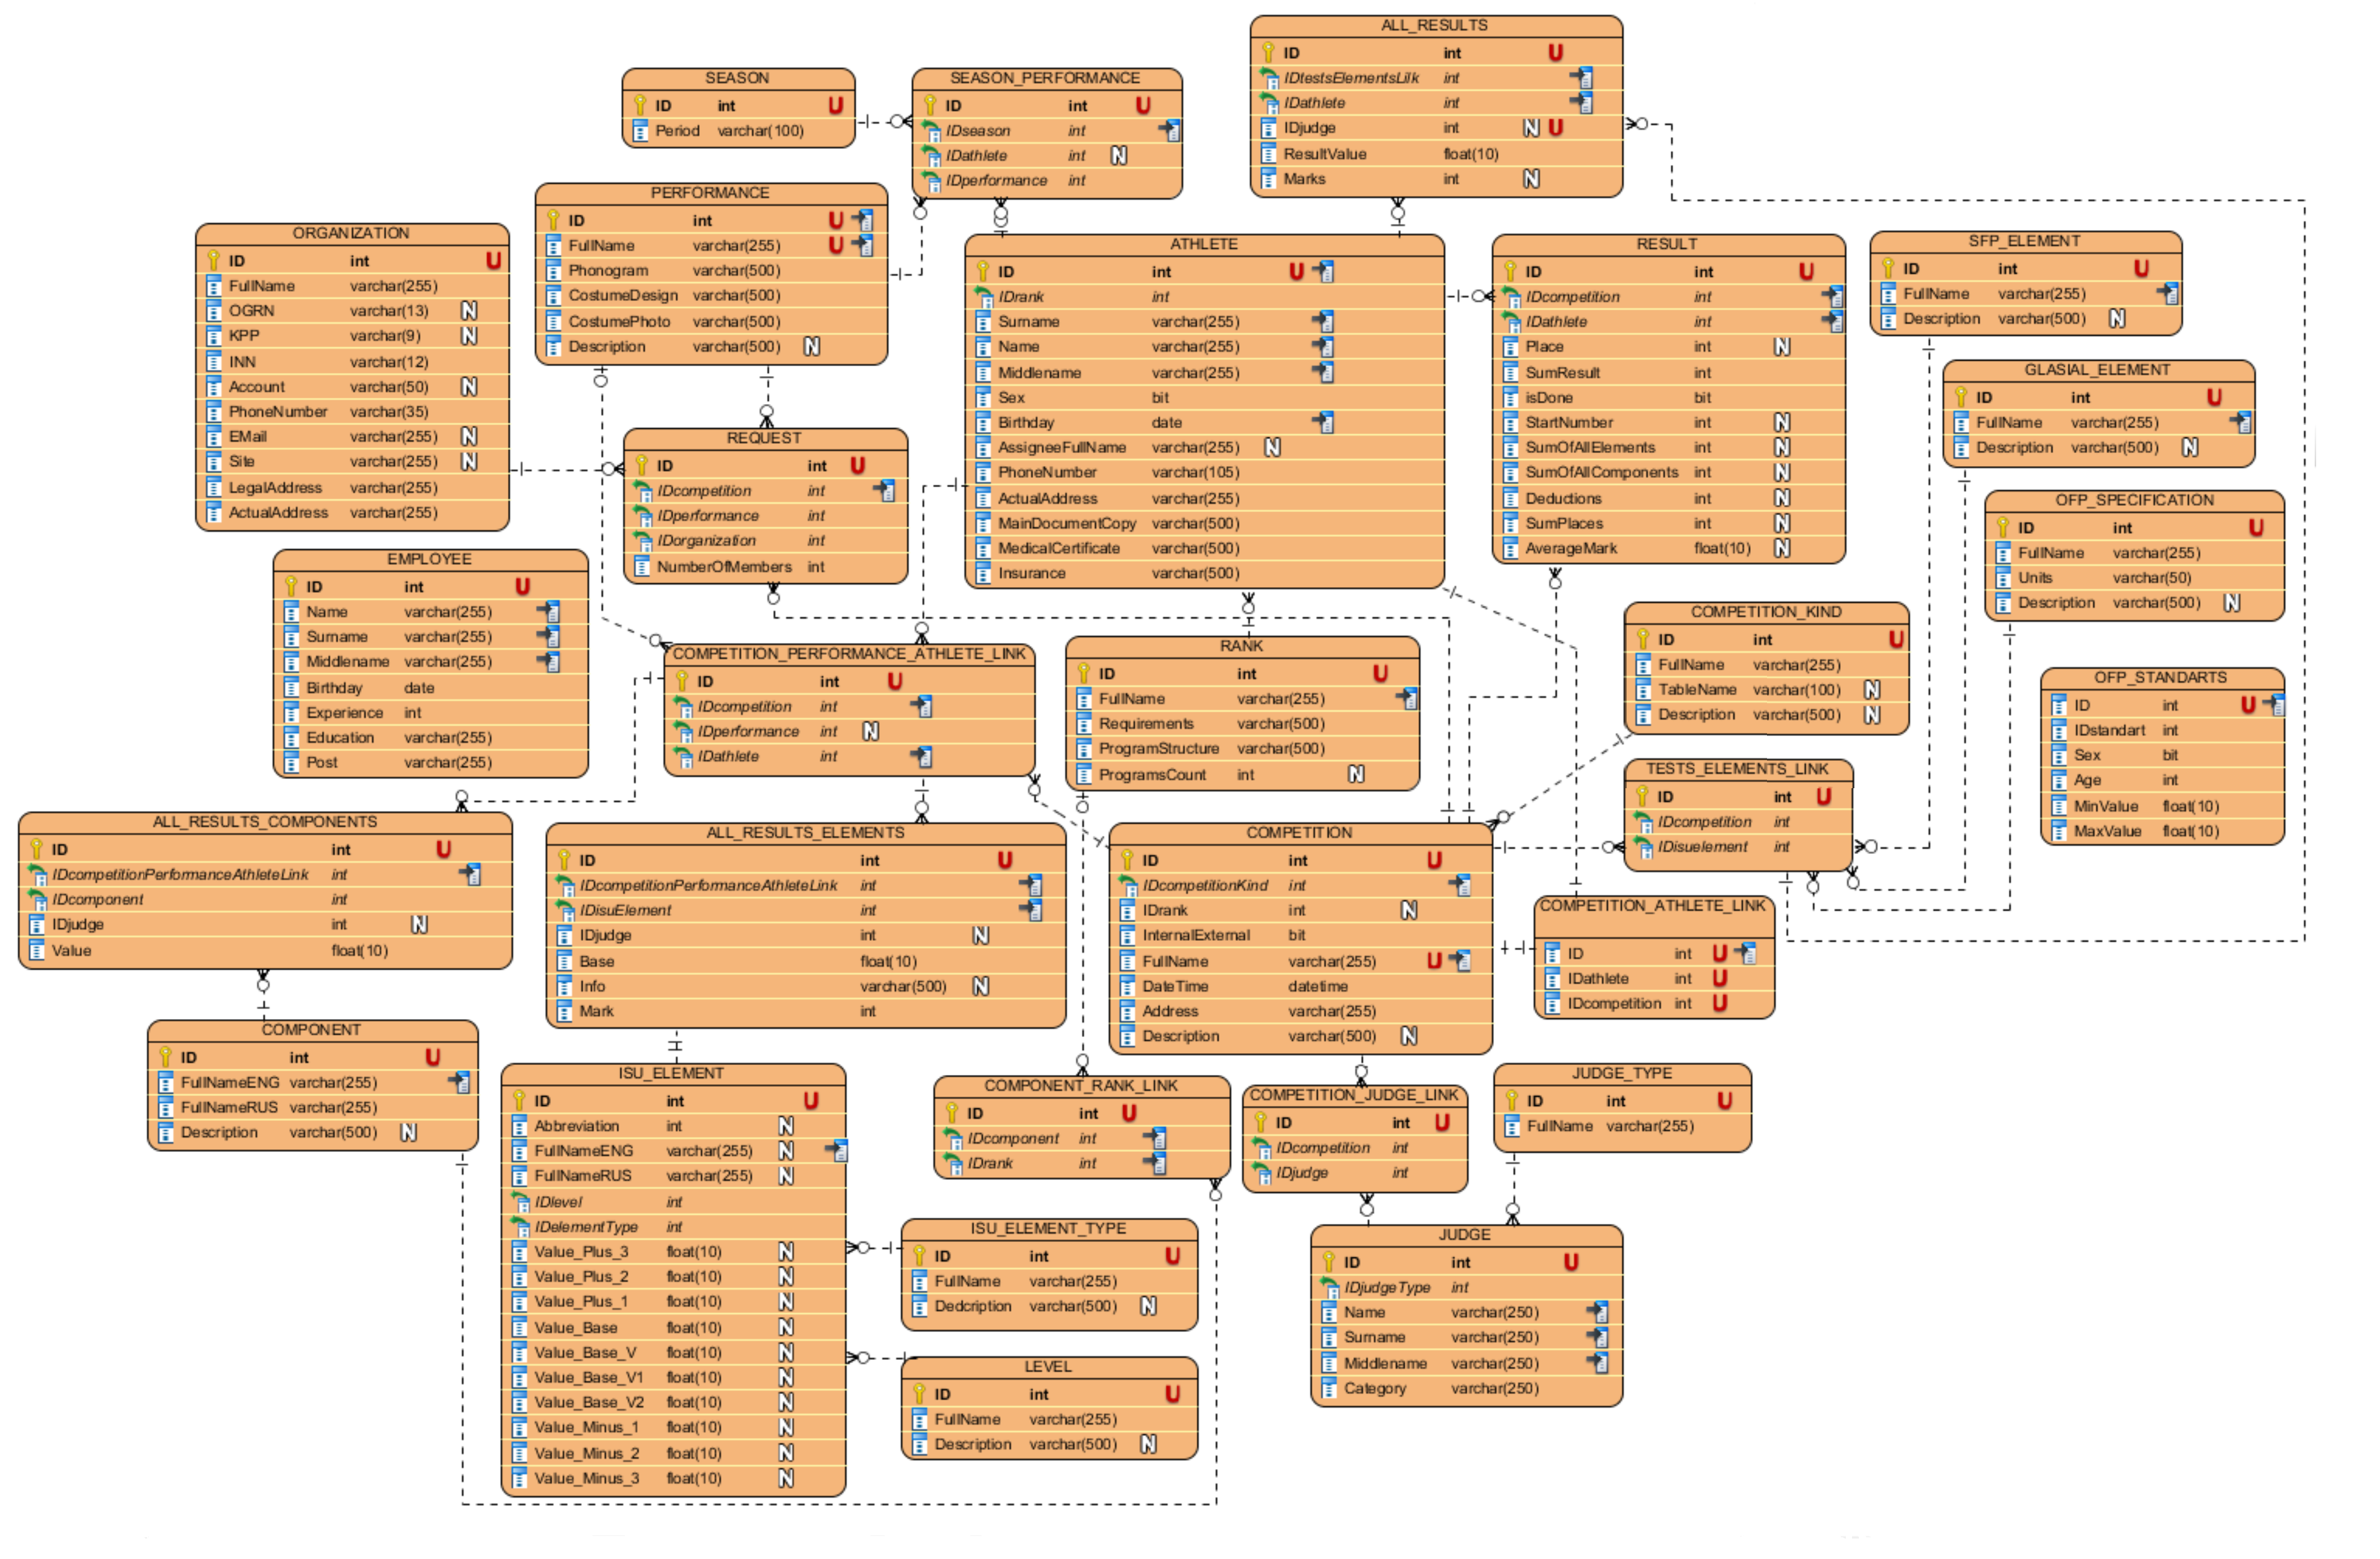 ALL_RESULTS
ID int U
IDtestsElementsLilk int
IDathlete int
IDjudge int N U
ResultValue float(10)
Marks int N
SEASON
ID int U
Period varchar(100)
SEASON_PERFORMANCE
ID int U
IDseason int
IDathlete int N
IDperformance int
PERFORMANCE
ID int U
FullName varchar(255) U
Phonogram varchar(500)
CostumeDesign varchar(500)
CostumePhoto varchar(500)
Description varchar(500) N
ORGANIZATION
ID int U
FullName varchar(255)
OGRN varchar(13) N
KPP varchar(9) N
INN varchar(12)
Account varchar(50) N
PhoneNumber varchar(35)
EMail varchar(255) N
Site varchar(255) N
LegalAddress varchar(255)
ActualAddress varchar(255)
ATHLETE
ID int U
IDrank int
Surname varchar(255)
Name varchar(255)
Middlename varchar(255)
Sex bit
Birthday date
AssigneeFullName varchar(255) N
PhoneNumber varchar(105)
ActualAddress varchar(255)
MainDocumentCopy varchar(500)
MedicalCertificate varchar(500)
Insurance varchar(500)
RESULT
ID int U
IDcompetition int
IDathlete int
Place int N
SumResult int
isDone bit
StartNumber int N
SumOfAllElements int N
SumOfAllComponents int N
Deductions int N
SumPlaces int N
AverageMark float(10) N
SFP_ELEMENT
ID int U
FullName varchar(255)
Description varchar(500) N
GLASIAL_ELEMENT
ID int U
FullName varchar(255)
Description varchar(500) N
OFP_SPECIFICATION
ID int U
FullName varchar(255)
Units varchar(50)
Description varchar(500) N
REQUEST
ID int U
IDcompetition int
IDperformance int
IDorganization int
NumberOfMembers int
EMPLOYEE
ID int U
Name varchar(255)
Surname varchar(255)
Middlename varchar(255)
Birthday date
Experience int
Education varchar(255)
Post varchar(255)
COMPETITION_PERFORMANCE_ATHLETE_LINK
ID int U
IDcompetition int
IDperformance int N
IDathlete int
RANK
ID int U
FullName varchar(255)
Requirements varchar(500)
ProgramStructure varchar(500)
ProgramsCount int N
COMPETITION_KIND
ID int U
FullName varchar(255)
TableName varchar(100) N
Description varchar(500) N
OFP_STANDARTS
ID int U
IDstandart int
Sex bit
Age int
MinValue float(10)
MaxValue float(10)
TESTS_ELEMENTS_LINK
ID int U
IDcompetition int
IDisuelement int
ALL_RESULTS_COMPONENTS
ID int U
IDcompetitionPerformanceAthleteLink int
IDcomponent int
IDjudge int N
Value float(10)
ALL_RESULTS_ELEMENTS
ID int U
IDcompetitionPerformanceAthleteLink int
IDisuElement int
IDjudge int N
Base float(10)
Info varchar(500) N
Mark int
COMPETITION
ID int U
IDcompetitionKind int
IDrank int N
InternalExternal bit
FullName varchar(255) U
DateTime datetime
Address varchar(255)
Description varchar(500) N
COMPETITION_ATHLETE_LINK
ID int U
IDathlete int U
IDcompetition int U
COMPONENT
ID int U
FullNameENG varchar(255)
FullNameRUS varchar(255)
Description varchar(500) N
ISU_ELEMENT
ID int U
Abbreviation int N
FullNameENG varchar(255) N
FullNameRUS varchar(255) N
IDlevel int
IDelementType int
Value_Plus_3 float(10) N
Value_Plus_2 float(10) N
Value_Plus_1 float(10) N
Value_Base float(10) N
Value_Base_V float(10) N
Value_Base_V1 float(10) N
Value_Base_V2 float(10) N
Value_Minus_1 float(10) N
Value_Minus_2 float(10) N
Value_Minus_3 float(10) N
COMPONENT_RANK_LINK
ID int U
IDcomponent int
IDrank int
COMPETITION_JUDGE_LINK
ID int U
IDcompetition int
IDjudge int
JUDGE_TYPE
ID int U
FullName varchar(255)
ISU_ELEMENT_TYPE
ID int U
FullName varchar(255)
Dedcription varchar(500) N
LEVEL
ID int U
FullName varchar(255)
Description varchar(500) N
JUDGE
ID int U
IDjudgeType int
Name varchar(250)
Surname varchar(250)
Middlename varchar(250)
Category varchar(250)